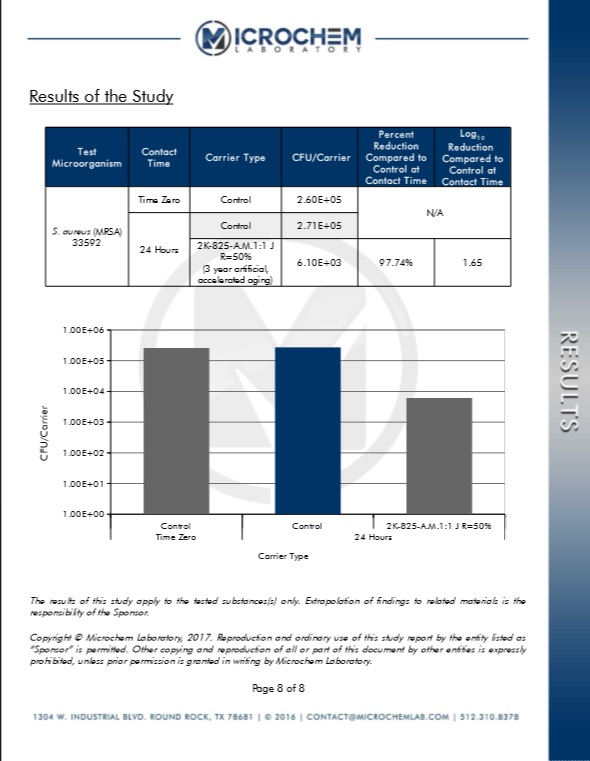 MICROCHEM
LABORATORY
Results of the Study
Test Microorganism
Contact Time
Carrier Type
CFU/Carrier
Percent Reduction Compared to Control at Contact Time
Log₁₀ Reduction Compared to Control at Contact Time
S. aureus (MRSA) 33592
Time Zero
Control
2.60E+05
N/A
24 Hours
Control
2.71E+05
2K-825-A.M.1:1 J R=50% (3 year artificial, accelerated aging)
6.10E+03
97.74%
1.65
1.00E+06
1.00E+05
1.00E+04
1.00E+03
1.00E+02
1.00E+01
1.00E+00
CFU/Carrier
Control
Control
2K-825-A.M.1:1 J R=50%
Time Zero
24 Hours
Carrier Type
RESULTS
The results of this study apply to the tested substances(s) only. Extrapolation of findings to related materials is the
responsibility of the Sponsor.
Copyright © Microchem Laboratory, 2017. Reproduction and ordinary use of this study report by the entity listed as
"Sponsor" is permitted. Other copying and reproduction of all or part of this document by other entities is expressly
prohibited, unless prior permission is granted in writing by Microchem Laboratory.
Page 8 of 8
1304 W. INDUSTRIAL BLVD. ROUND ROCK, TX 78681 | © 2016 | CONTACT@MICROCHEMLAB.COM | 512.310.8378